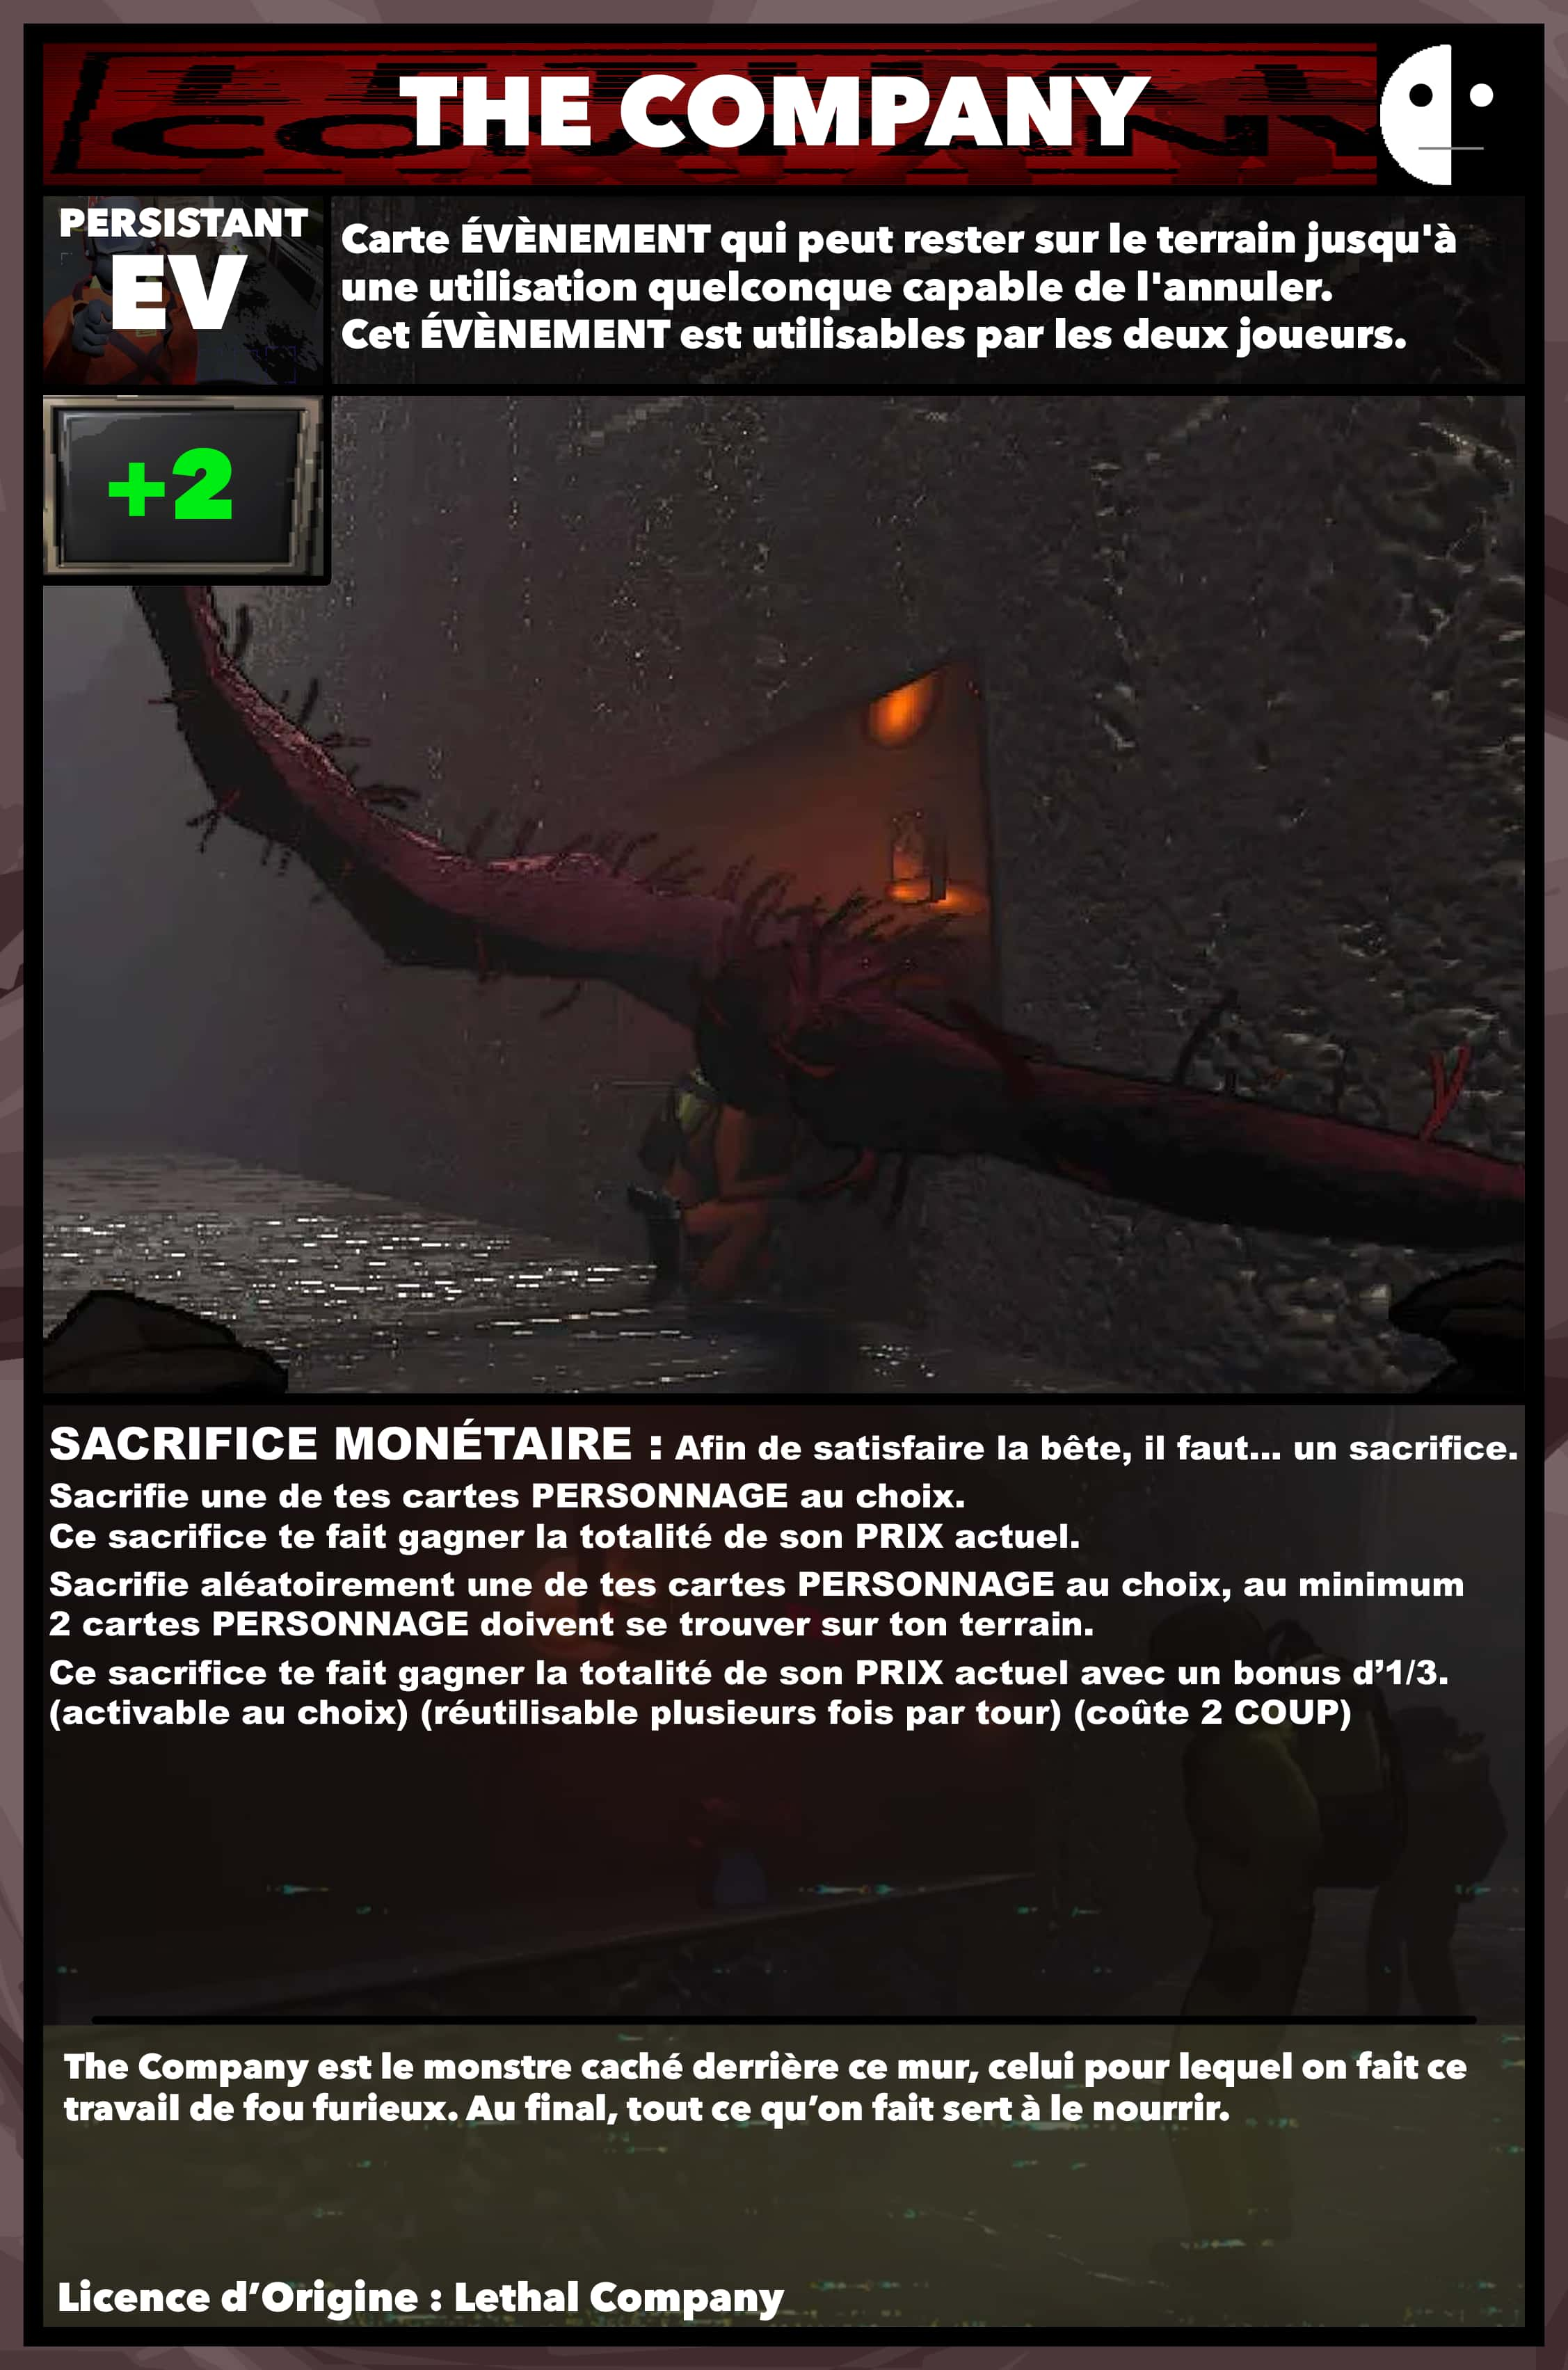 THE COMPANY
PERSISTANT
EV
Carte ÉVÈNEMENT qui peut rester sur le terrain jusqu'à
une utilisation quelconque capable de l'annuler.
Cet ÉVÈNEMENT est utilisables par les deux joueurs.
+2
SACRIFICE MONÉTAIRE : Afin de satisfaire la bête, il faut... un sacrifice.
Sacrifie une de tes cartes PERSONNAGE au choix.
Ce sacrifice te fait gagner la totalité de son PRIX actuel.
Sacrifie aléatoirement une de tes cartes PERSONNAGE au choix, au minimum
2 cartes PERSONNAGE doivent se trouver sur ton terrain.
Ce sacrifice te fait gagner la totalité de son PRIX actuel avec un bonus d’1/3.
(activable au choix) (réutilisable plusieurs fois par tour) (coûte 2 COUP)
The Company est le monstre caché derrière ce mur, celui pour lequel on fait ce
travail de fou furieux. Au final, tout ce qu’on fait sert à le nourrir.
Licence d’Origine : Lethal Company